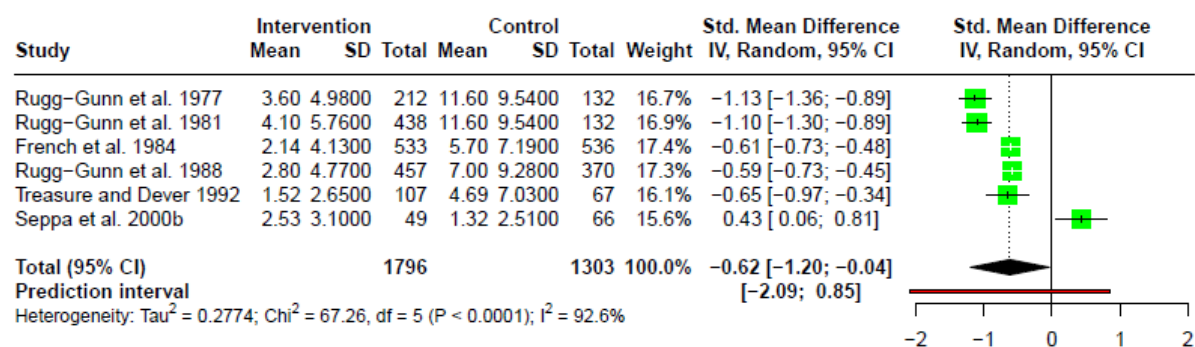 Intervention Control Std. Mean Difference Std. Mean Difference
Study Mean SD Total Mean SD Total Weight IV, Random, 95% CI IV, Random, 95% CI
Rugg−Gunn et al. 1977 3.60 4.9800 212 11.60 9.5400 132 16.7% −1.13 [−1.36; −0.89]
Rugg−Gunn et al. 1981 4.10 5.7600 438 11.60 9.5400 132 16.9% −1.10 [−1.30; −0.89]
French et al. 1984 2.14 4.1300 533 5.70 7.1900 536 17.4% −0.61 [−0.73; −0.48]
Rugg−Gunn et al. 1988 2.80 4.7700 457 7.00 9.2800 370 17.3% −0.59 [−0.73; −0.45]
Treasure and Dever 1992 1.52 2.6500 107 4.69 7.0300 67 16.1% −0.65 [−0.97; −0.34]
Seppa et al. 2000b 2.53 3.1000 49 1.32 2.5100 66 15.6% 0.43 [ 0.06; 0.81]
Total (95% CI) 1796 1303 100.0% −0.62 [−1.20; −0.04]
Prediction interval [−2.09; 0.85]
Heterogeneity: Tau² = 0.2774; Chi² = 67.26, df = 5 (P < 0.0001); I² = 92.6%
−2 −1 0 1 2